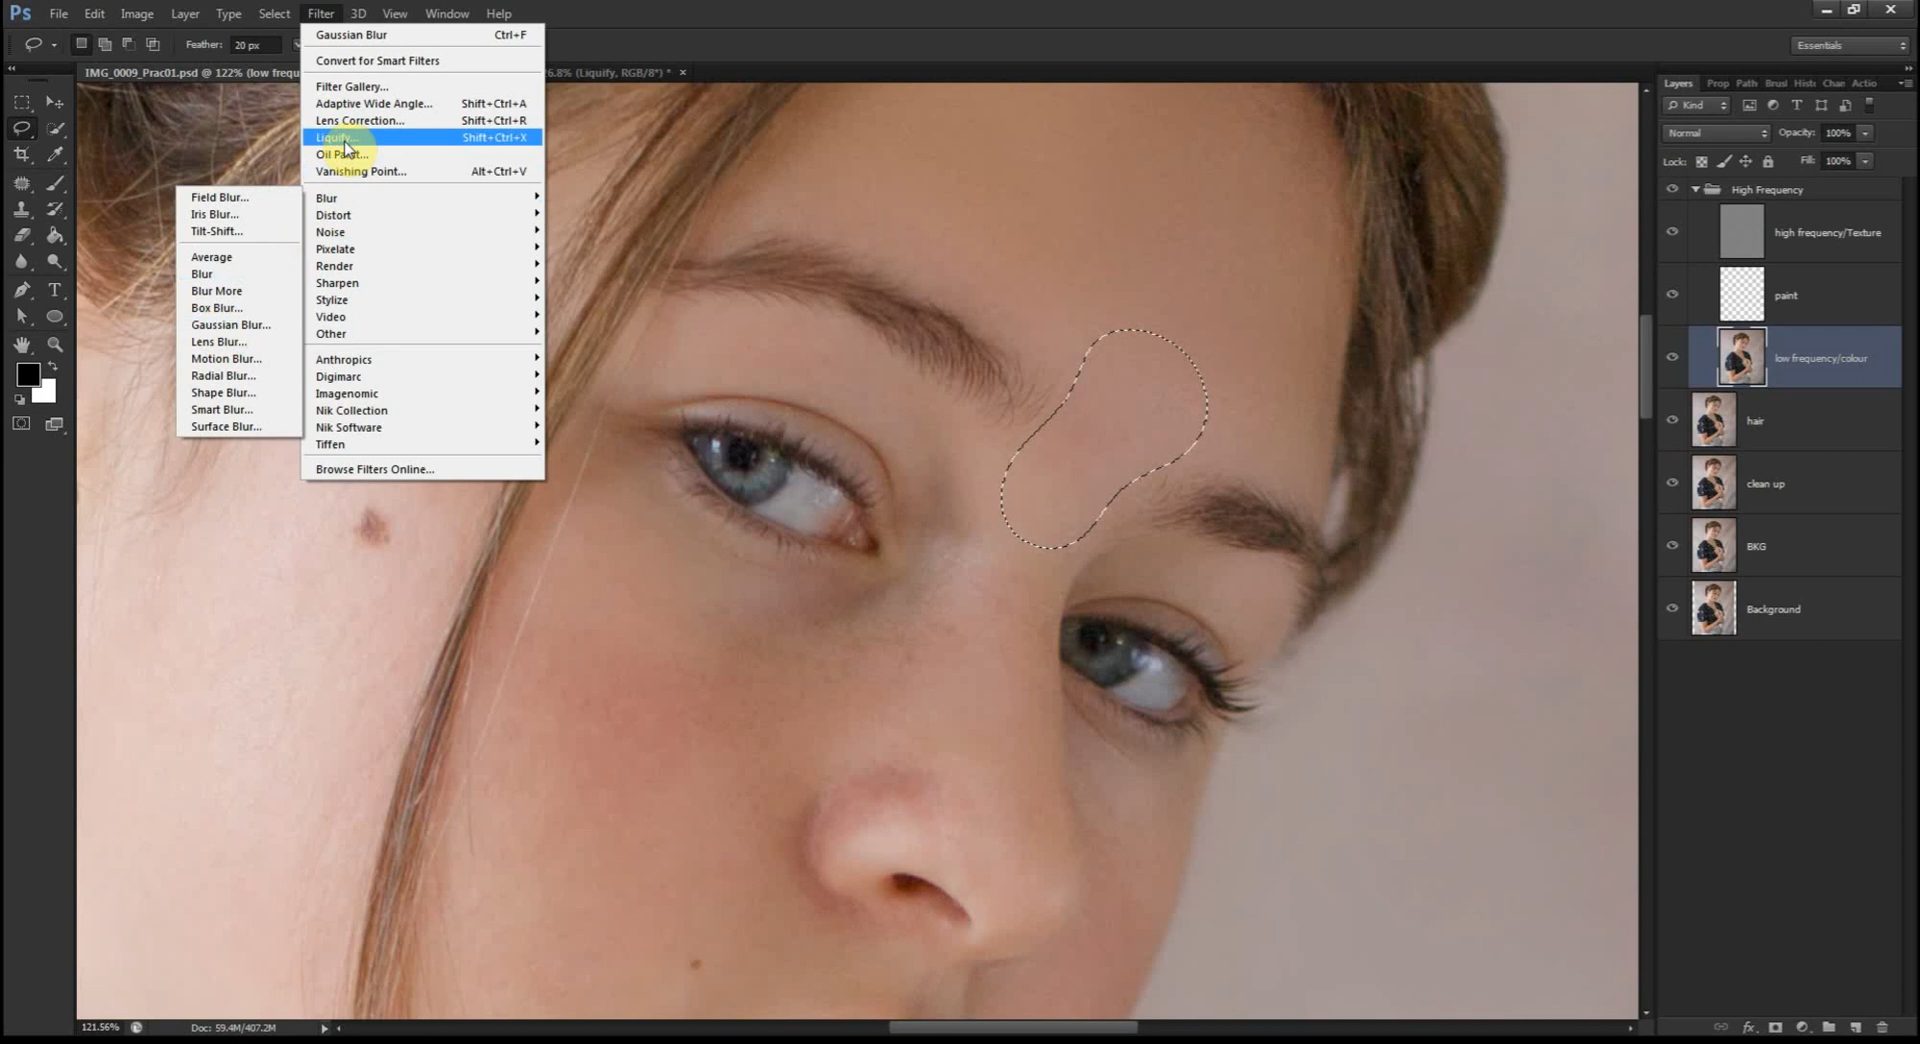 Ps File Edit Image Layer Type Select Filter 3D View Window Help
Feather: 20 px
Essentials
IMG_0009_Prac01.psd @ 122% (low frequ
6.8% (Liquify, RGB/8*) *
Gaussian Blur Ctrl+F
Convert for Smart Filters
Filter Gallery...
Adaptive Wide Angle... Shift+Ctrl+A
Lens Correction... Shift+Ctrl+R
Liquify... Shift+Ctrl+X
Oil Paint...
Vanishing Point... Alt+Ctrl+V
Blur
Distort
Noise
Pixelate
Render
Sharpen
Stylize
Video
Other
Anthropics
Digimarc
Imagenomic
Nik Collection
Nik Software
Tiffen
Browse Filters Online...
Field Blur...
Iris Blur...
Tilt-Shift...
Average
Blur
Blur More
Box Blur...
Gaussian Blur...
Lens Blur...
Motion Blur...
Radial Blur...
Shape Blur...
Smart Blur...
Surface Blur...
Layers Prop Path Brusl Histo Chan Actio
Kind
Normal Opacity: 100%
Lock: Fill: 100%
High Frequency
high frequency/Texture
paint
low frequency/colour
hair
clean up
BKG
Background
121.56% Doc: 59.4M/407.2M